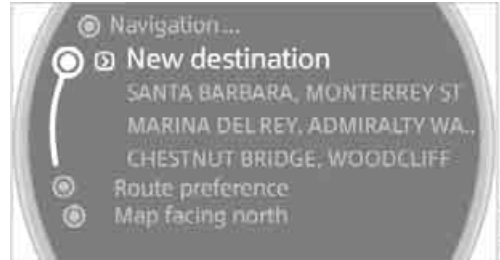 Navigation...
New destination
SANTA BARBARA, MONTERREY ST
MARINA DEL REY, ADMIRALTY WA..
CHESTNUT BRIDGE, WOODCLIFF
Route preference
Map facing north